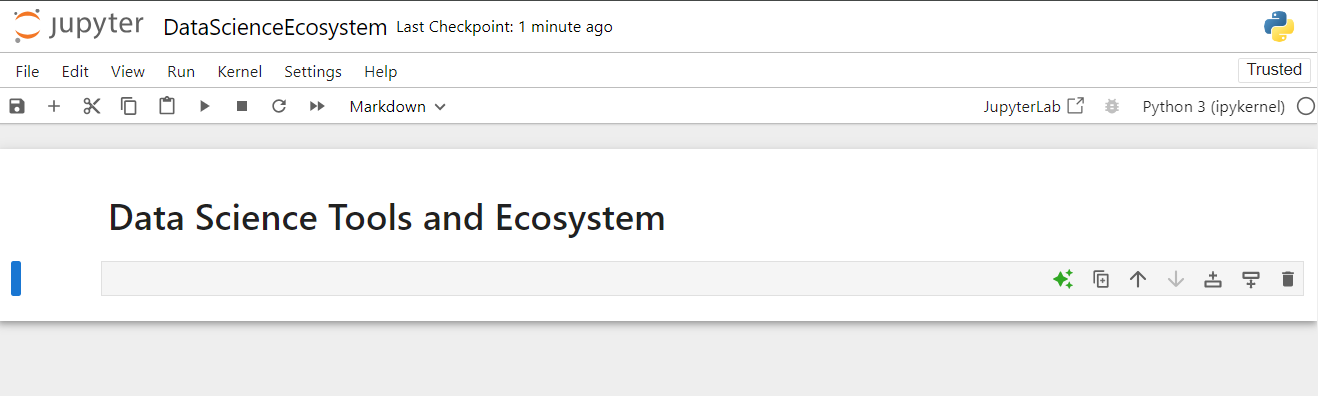 jupyter DataScienceEcosystem Last Checkpoint: 1 minute ago
File Edit View Run Kernel Settings Help Trusted
Markdown JupyterLab Python 3 (ipykernel)
Data Science Tools and Ecosystem